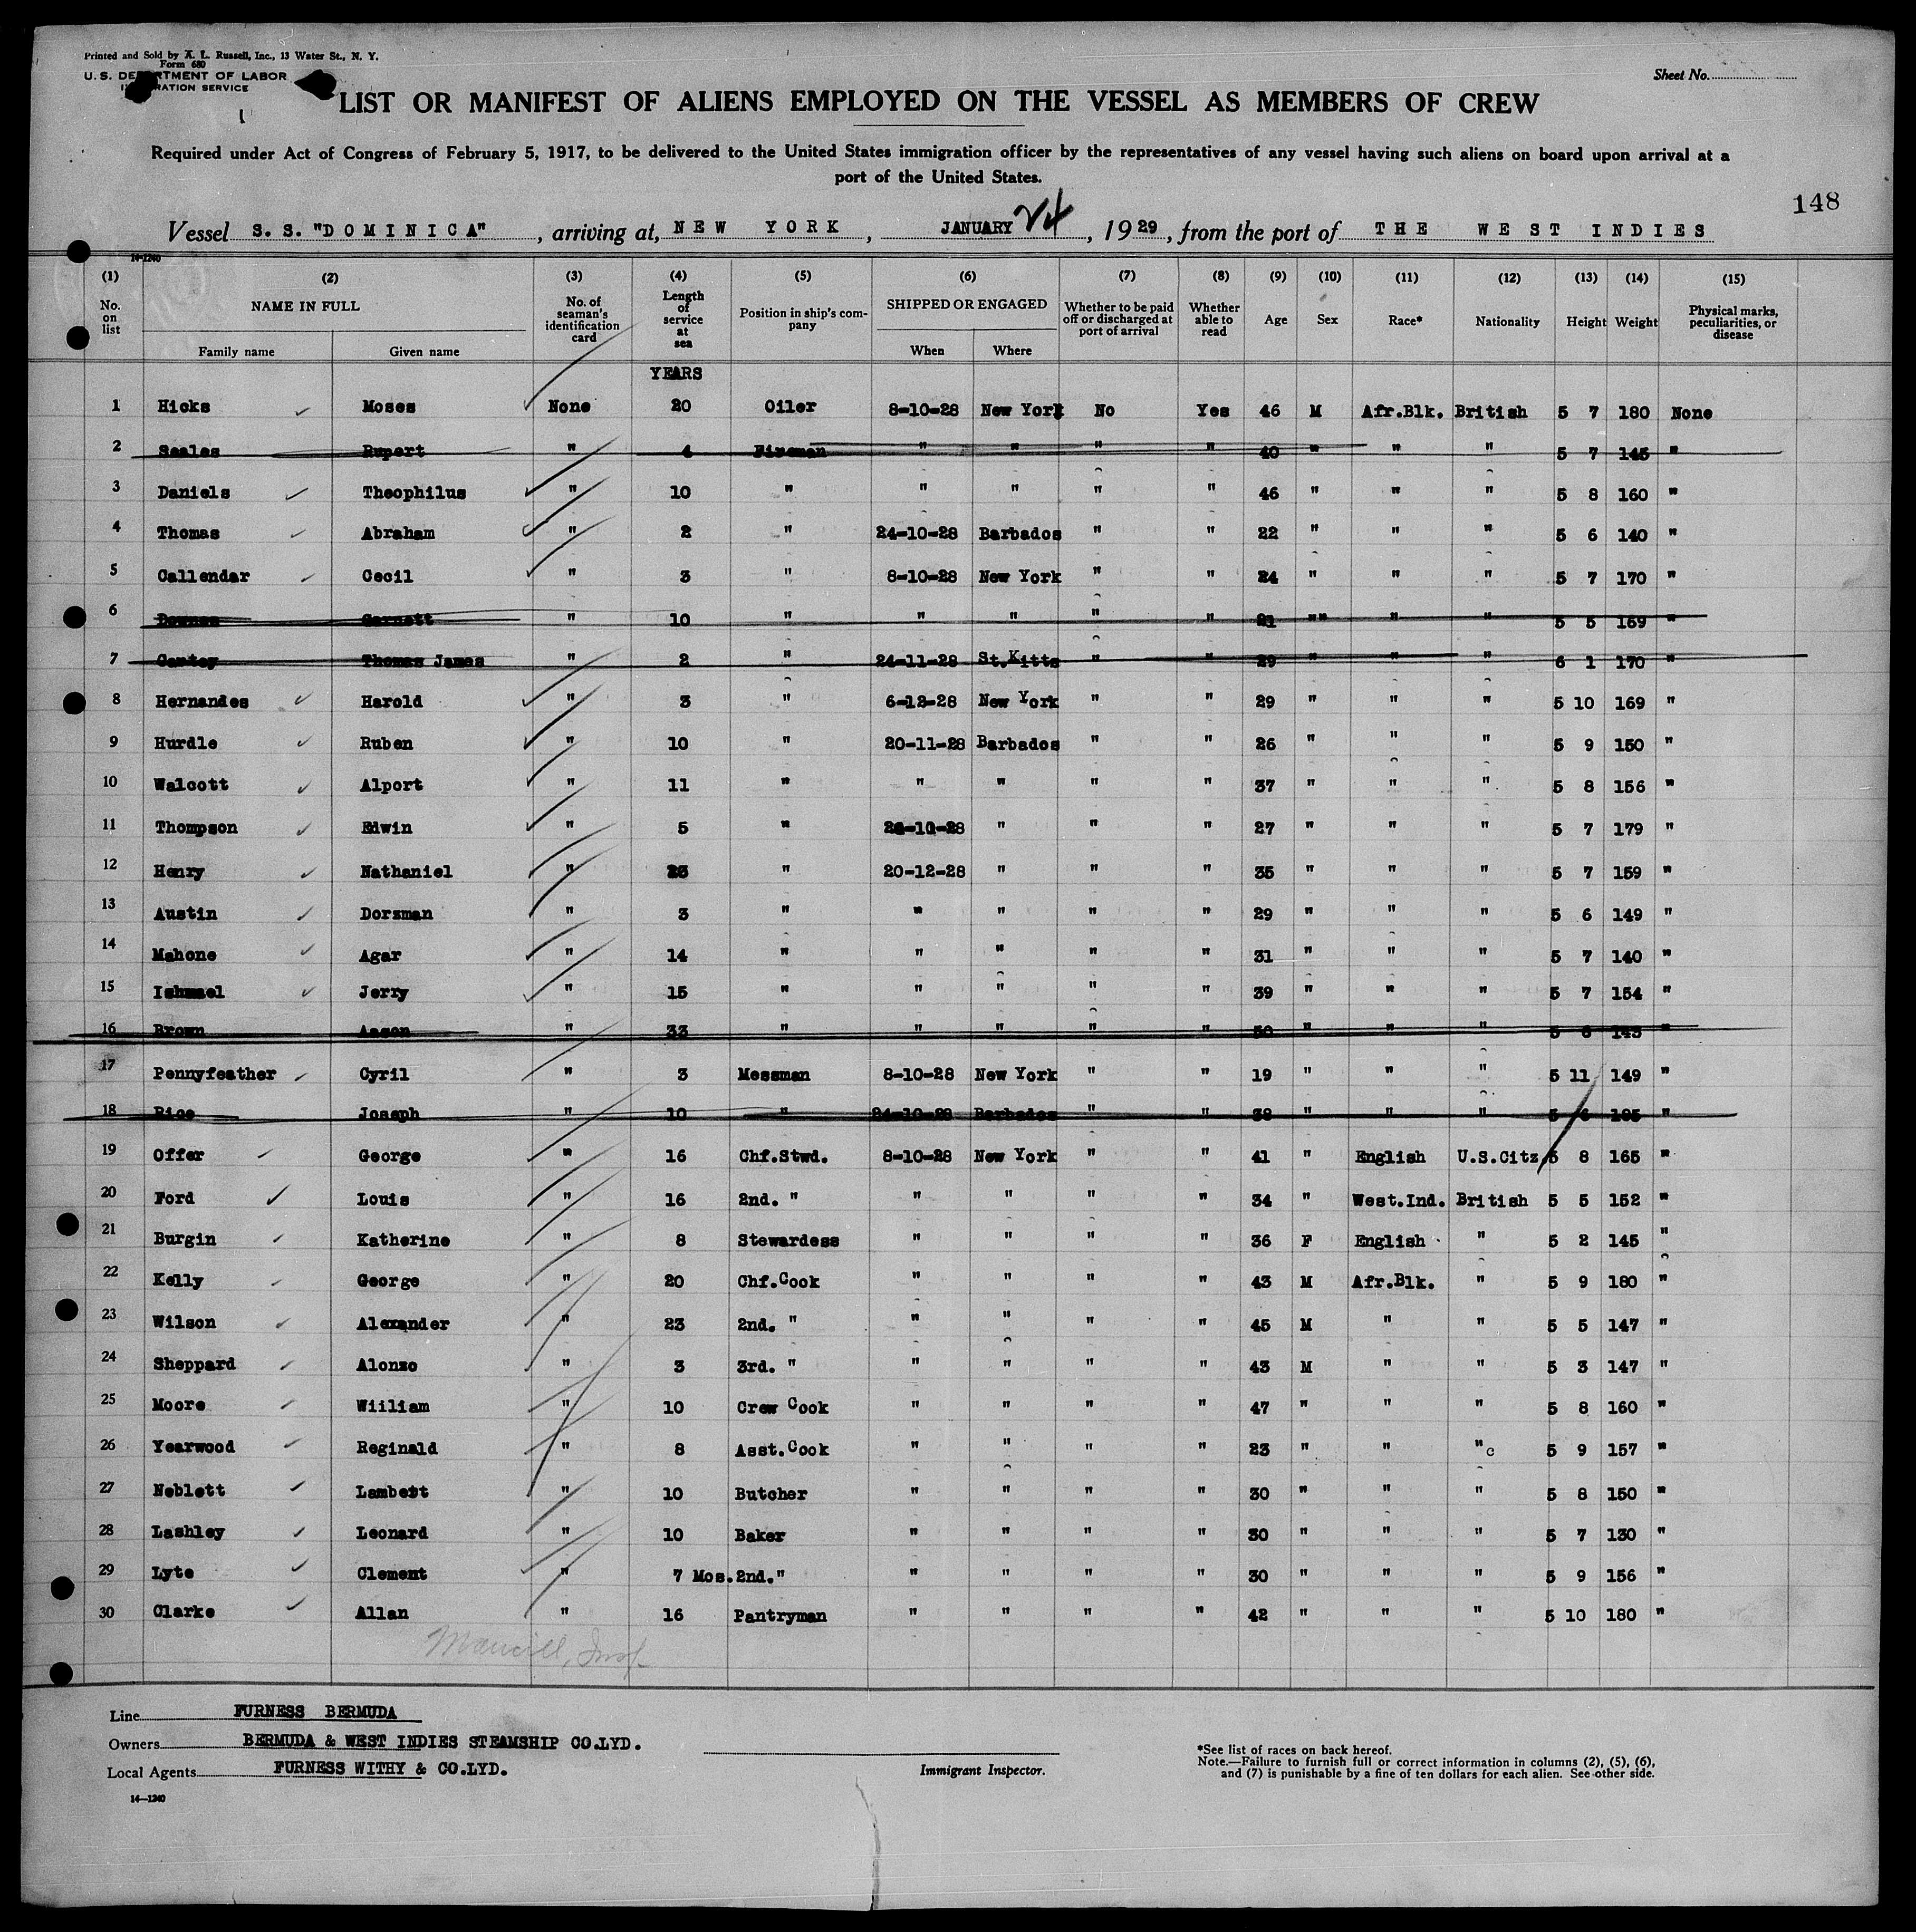 Printed and Sold by A. L. Russell, Inc., 13 Water St., N. Y.
Form 680
U. S. DEPARTMENT OF LABOR
IMMIGRATION SERVICE
Sheet No.
LIST OR MANIFEST OF ALIENS EMPLOYED ON THE VESSEL AS MEMBERS OF CREW
Required under Act of Congress of February 5, 1917, to be delivered to the United States immigration officer by the representatives of any vessel having such aliens on board upon arrival at a
port of the United States.
148
Vessel S. S. "DOMINICA", arriving at, NEW YORK, JANUARY 24, 1929, from the port of THE WEST INDIES
14-1240
(1) (2) (3) (4) (5) (6) (7) (8) (9) (10) (11) (12) (13) (14) (15)
No. on list NAME IN FULL Family name Given name No. of seaman's identification card Length of service at sea Position in ship's company SHIPPED OR ENGAGED When Where Whether to be paid off or discharged at port of arrival Whether able to read Age Sex Race* Nationality Height Weight Physical marks, peculiarities, or disease
YEARS
1 Hicks Moses None 20 Oiler 8-10-28 New York No Yes 46 M Afr.Blk. British 5 7 180 None
2 Seales Rupert " 4 Fireman " " " " 40 " " " 5 7 145 "
3 Daniels Theophilus " 10 " " " " " 46 " " " 5 8 160 "
4 Thomas Abraham " 2 " 24-10-28 Barbados " " 22 " " " 5 6 140 "
5 Callendar Cecil " 3 " 8-10-28 New York " " 24 " " " 5 7 170 "
6 Downes Garnett " 10 " " " " " 21 "" " " 5 5 169 "
7 Thomas James " 2 " 24-11-28 St.Kitts " " 29 " " " 6 1 170 "
8 Hernandes Harold " 3 " 6-12-28 New York " " 29 " " " 5 10 169 "
9 Hurdle Ruben " 10 " 20-11-28 Barbados " " 26 " " " 5 9 150 "
10 Walcott Alport " 11 " " " " " 37 " " " 5 8 156 "
11 Thompson Edwin " 5 " " " " 27 " " " 5 7 179 "
12 Henry Nathaniel " " 20-12-28 " " " 35 " " " 5 7 159 "
13 Austin Dorzman " 3 " " " " " 29 " " " 5 6 149 "
14 Mahone Agar " 14 " " " " " 31 " " " 5 7 140 "
15 Ishmael Jerry " 15 " " " " " 39 " " " 5 7 154 "
16 Brown Aason " 33 " " " " " 50 " " " 5 6 143 "
17 Pennyfeather Cyril " 3 Messman 8-10-28 New York " " 19 " " " 5 11 149 "
18 Rice Joseph " 10 " 24-10-28 Barbados " " 38 " " " 5 6 "
19 Offer George " 16 Chf.Stwd. 8-10-28 New York " " 41 " English U.S.Citz 5 8 165 "
20 Ford Louis " 16 2nd. " " " " " 34 " West.Ind. British 5 5 152 "
21 Burgin Katherine " 8 Stewardess " " " " 36 F English " 5 2 145 "
22 Kelly George " 20 Chf.Cook " " " " 43 M Afr.Blk. " 5 9 180 "
23 Wilson Alexander " 23 2nd. " " " " " 45 M " " 5 5 147 "
24 Sheppard Alonzo " 3 3rd. " " " " " 43 M " " 5 3 147 "
25 Moore Wiiliam " 10 Crew Cook " " " " 47 " " " 5 8 160 "
26 Yearwood Reginald " 8 Asst.Cook " " " " 23 " " "c 5 9 157 "
27 Neblett Lambett " 10 Butcher " " " " 30 " " " 5 8 150 "
28 Lashley Leonard " 10 Baker " " " " 30 " " " 5 7 130 "
29 Lyte Clement " 7 Mos. 2nd." " " " " 30 " " " 5 9 156 "
30 Clarke Allan " 16 Pantryman " " " " 42 " " " 5 10 180 "
Line FURNESS BERMUDA
Owners BERMUDA & WEST INDIES STEAMSHIP CO.LYD.
Local Agents FURNESS WITHY & CO.LYD.
14—1240
Immigrant Inspector.
*See list of races on back hereof.
Note.—Failure to furnish full or correct information in columns (2), (5), (6),
and (7) is punishable by a fine of ten dollars for each alien. See other side.